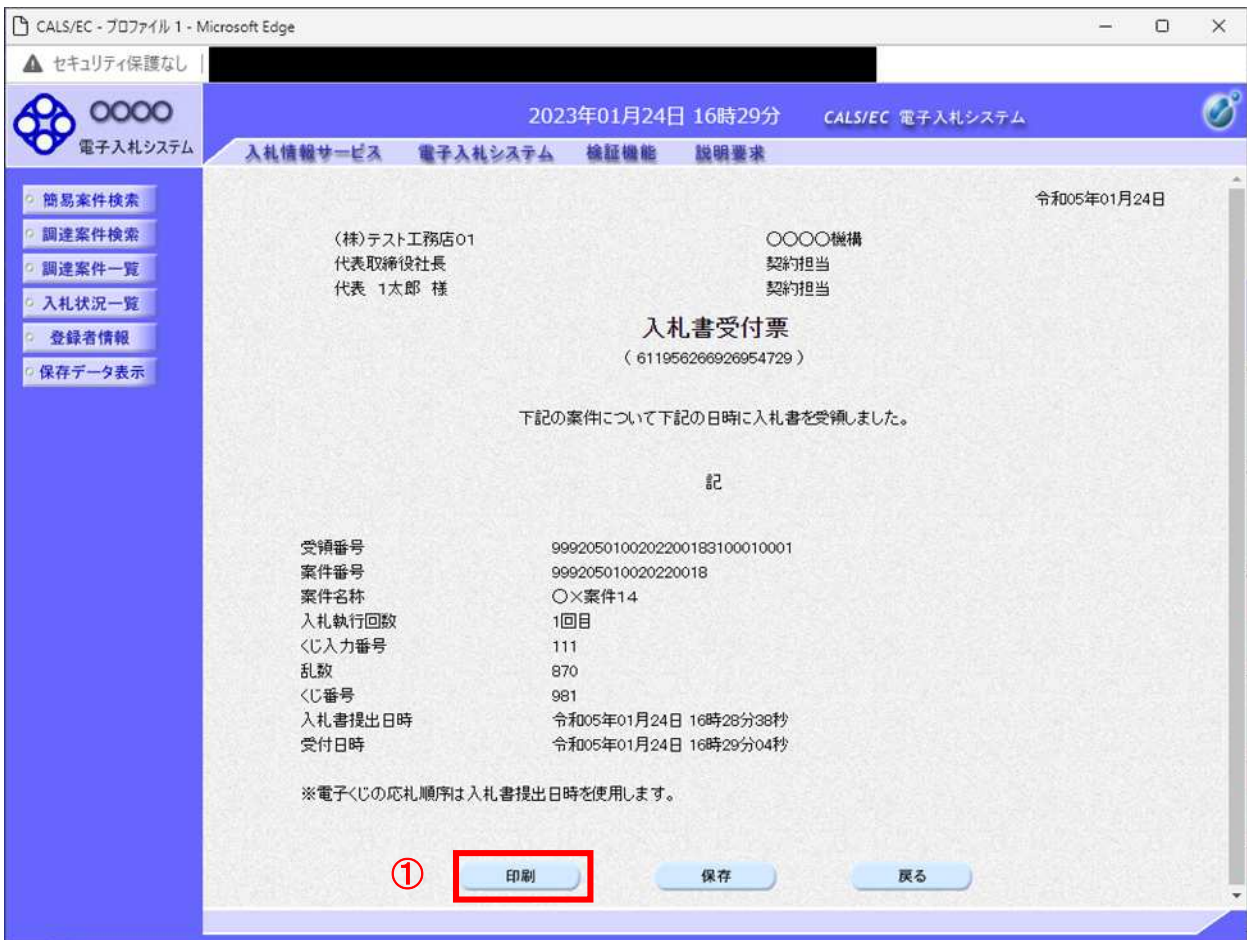 CALS/EC - プロファイル 1 - Microsoft Edge
セキュリティ保護なし
〇〇〇〇
電子入札システム
2023年01月24日 16時29分 CALS/EC 電子入札システム
入札情報サービス 電子入札システム 検証機能 説明要求
簡易案件検索
調達案件検索
調達案件一覧
入札状況一覧
登録者情報
保存データ表示
令和05年01月24日
(株)テスト工務店01 〇〇〇〇機構
代表取締役社長 契約担当
代表 1太郎 様 契約担当
入札書受付票
( 611956266926954729 )
下記の案件について下記の日時に入札書を受領しました。
記
受領番号 99920501002022001831000​10001
案件番号 999205010020220018
案件名称 〇×案件14
入札執行回数 1回目
くじ入力番号 111
乱数 870
くじ番号 981
入札書提出日時 令和05年01月24日 16時28分38秒
受付日時 令和05年01月24日 16時29分04秒
※電子くじの応札順序は入札書提出日時を使用します。
① 印刷 保存 戻る